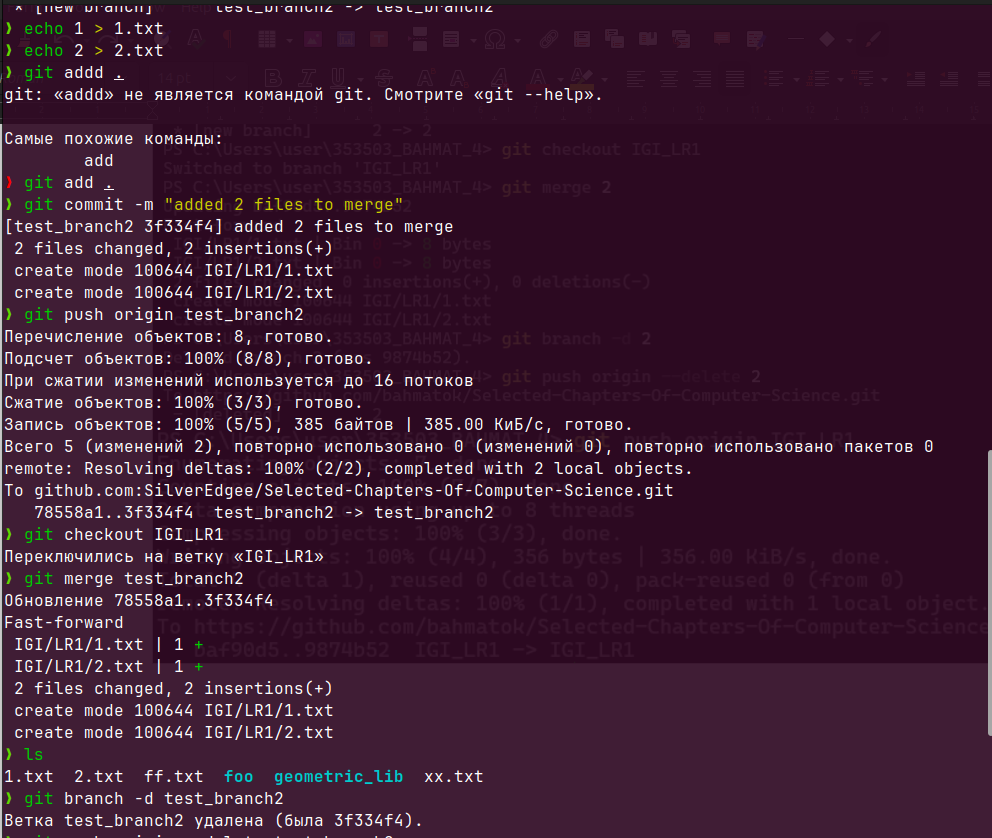 * [new branch]      test_branch2 -> test_branch2
❯ echo 1 > 1.txt
❯ echo 2 > 2.txt
❯ git addd .
git: «addd» не является командой git. Смотрите «git --help».
Самые похожие команды:
        add
❯ git add .
❯ git commit -m "added 2 files to merge"
[test_branch2 3f334f4] added 2 files to merge
 2 files changed, 2 insertions(+)
 create mode 100644 IGI/LR1/1.txt
 create mode 100644 IGI/LR1/2.txt
❯ git push origin test_branch2
Перечисление объектов: 8, готово.
Подсчет объектов: 100% (8/8), готово.
При сжатии изменений используется до 16 потоков
Сжатие объектов: 100% (3/3), готово.
Запись объектов: 100% (5/5), 385 байтов | 385.00 КиБ/с, готово.
Всего 5 (изменений 2), повторно использовано 0 (изменений 0), повторно использовано пакетов 0
remote: Resolving deltas: 100% (2/2), completed with 2 local objects.
To github.com:SilverEdgee/Selected-Chapters-Of-Computer-Science.git
   78558a1..3f334f4  test_branch2 -> test_branch2
❯ git checkout IGI_LR1
Переключились на ветку «IGI_LR1»
❯ git merge test_branch2
Обновление 78558a1..3f334f4
Fast-forward
 IGI/LR1/1.txt | 1 +
 IGI/LR1/2.txt | 1 +
 2 files changed, 2 insertions(+)
 create mode 100644 IGI/LR1/1.txt
 create mode 100644 IGI/LR1/2.txt
❯ ls
1.txt  2.txt  ff.txt  foo  geometric_lib  xx.txt
❯ git branch -d test_branch2
Ветка test_branch2 удалена (была 3f334f4).